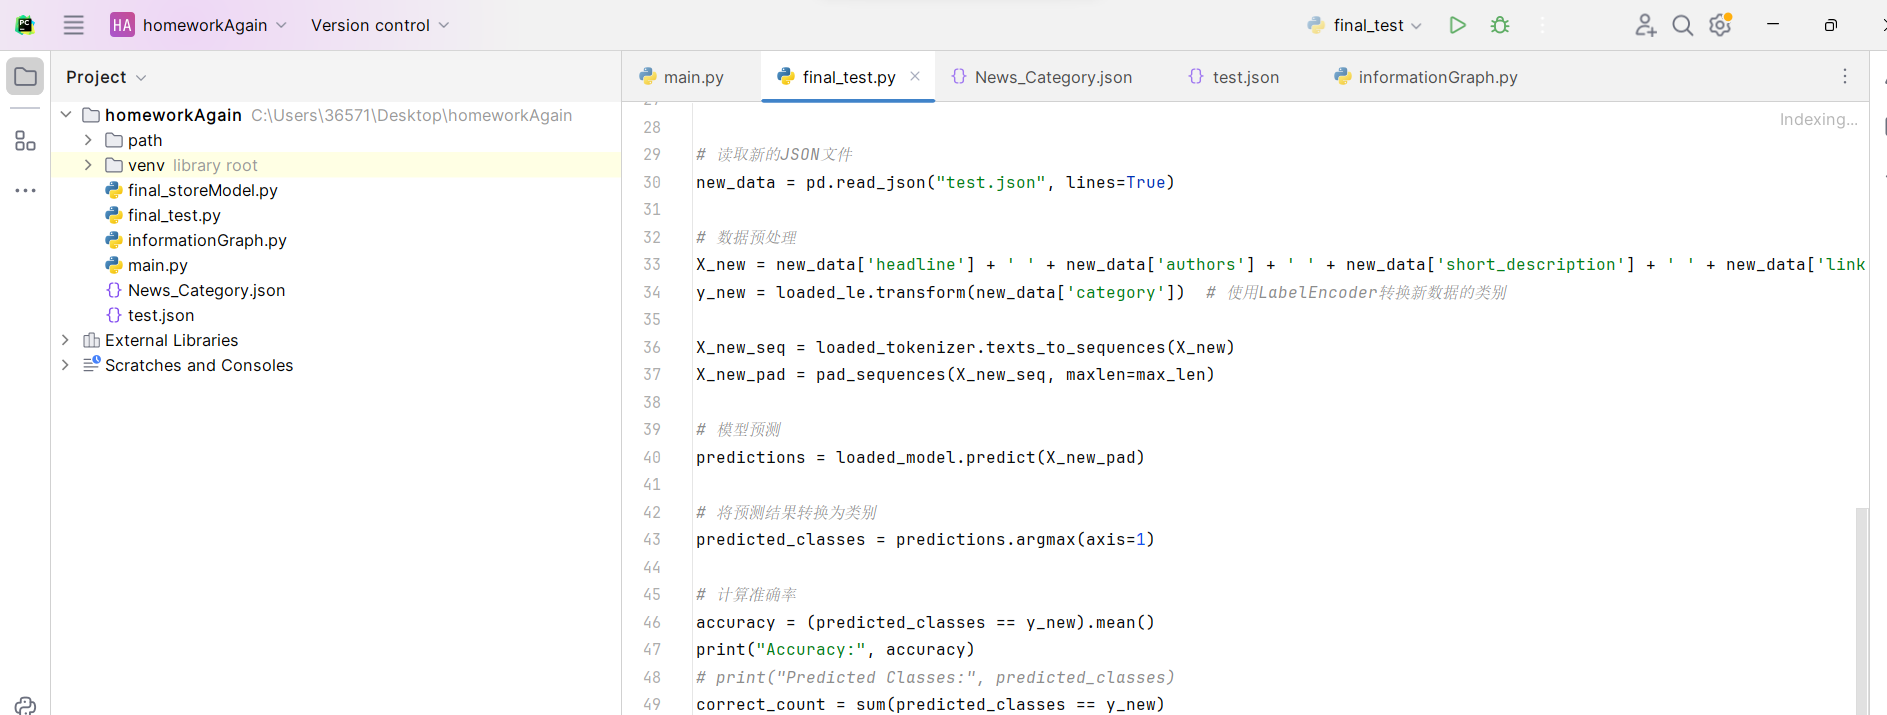 HA homeworkAgain Version control final_test
Project
main.py final_test.py News_Category.json test.json informationGraph.py
homeworkAgain C:\Users\36571\Desktop\homeworkAgain
path
venv library root
final_storeModel.py
final_test.py
informationGraph.py
main.py
News_Category.json
test.json
External Libraries
Scratches and Consoles
Indexing...
28
29 # 读取新的JSON文件
30 new_data = pd.read_json("test.json", lines=True)
31
32 # 数据预处理
33 X_new = new_data['headline'] + ' ' + new_data['authors'] + ' ' + new_data['short_description'] + ' ' + new_data['link
34 y_new = loaded_le.transform(new_data['category']) # 使用LabelEncoder转换新数据的类别
35
36 X_new_seq = loaded_tokenizer.texts_to_sequences(X_new)
37 X_new_pad = pad_sequences(X_new_seq, maxlen=max_len)
38
39 # 模型预测
40 predictions = loaded_model.predict(X_new_pad)
41
42 # 将预测结果转换为类别
43 predicted_classes = predictions.argmax(axis=1)
44
45 # 计算准确率
46 accuracy = (predicted_classes == y_new).mean()
47 print("Accuracy:", accuracy)
48 # print("Predicted Classes:", predicted_classes)
49 correct_count = sum(predicted_classes == y_new)